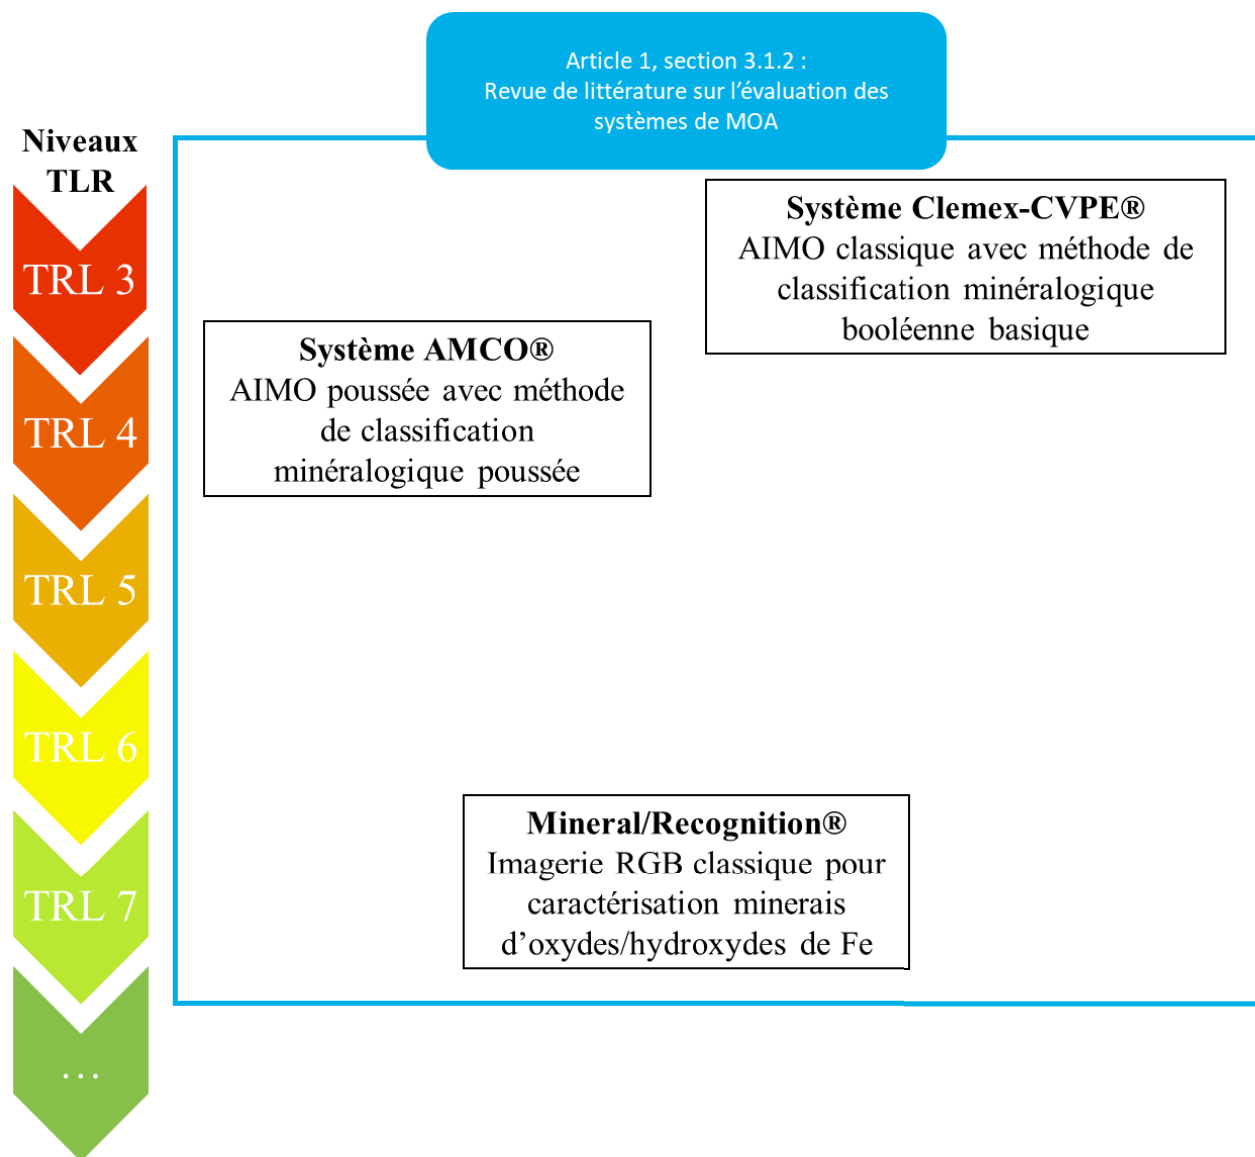 Article 1, section 3.1.2 :
Revue de littérature sur l’évaluation des
systèmes de MOA
Niveaux
TLR
TRL 3
TRL 4
TRL 5
TRL 6
TRL 7
...
Système Clemex-CVPE®
AIMO classique avec méthode de
classification minéralogique
booléenne basique
Système AMCO®
AIMO poussée avec méthode
de classification
minéralogique poussée
Mineral/Recognition®
Imagerie RGB classique pour
caractérisation minerais
d’oxydes/hydroxydes de Fe